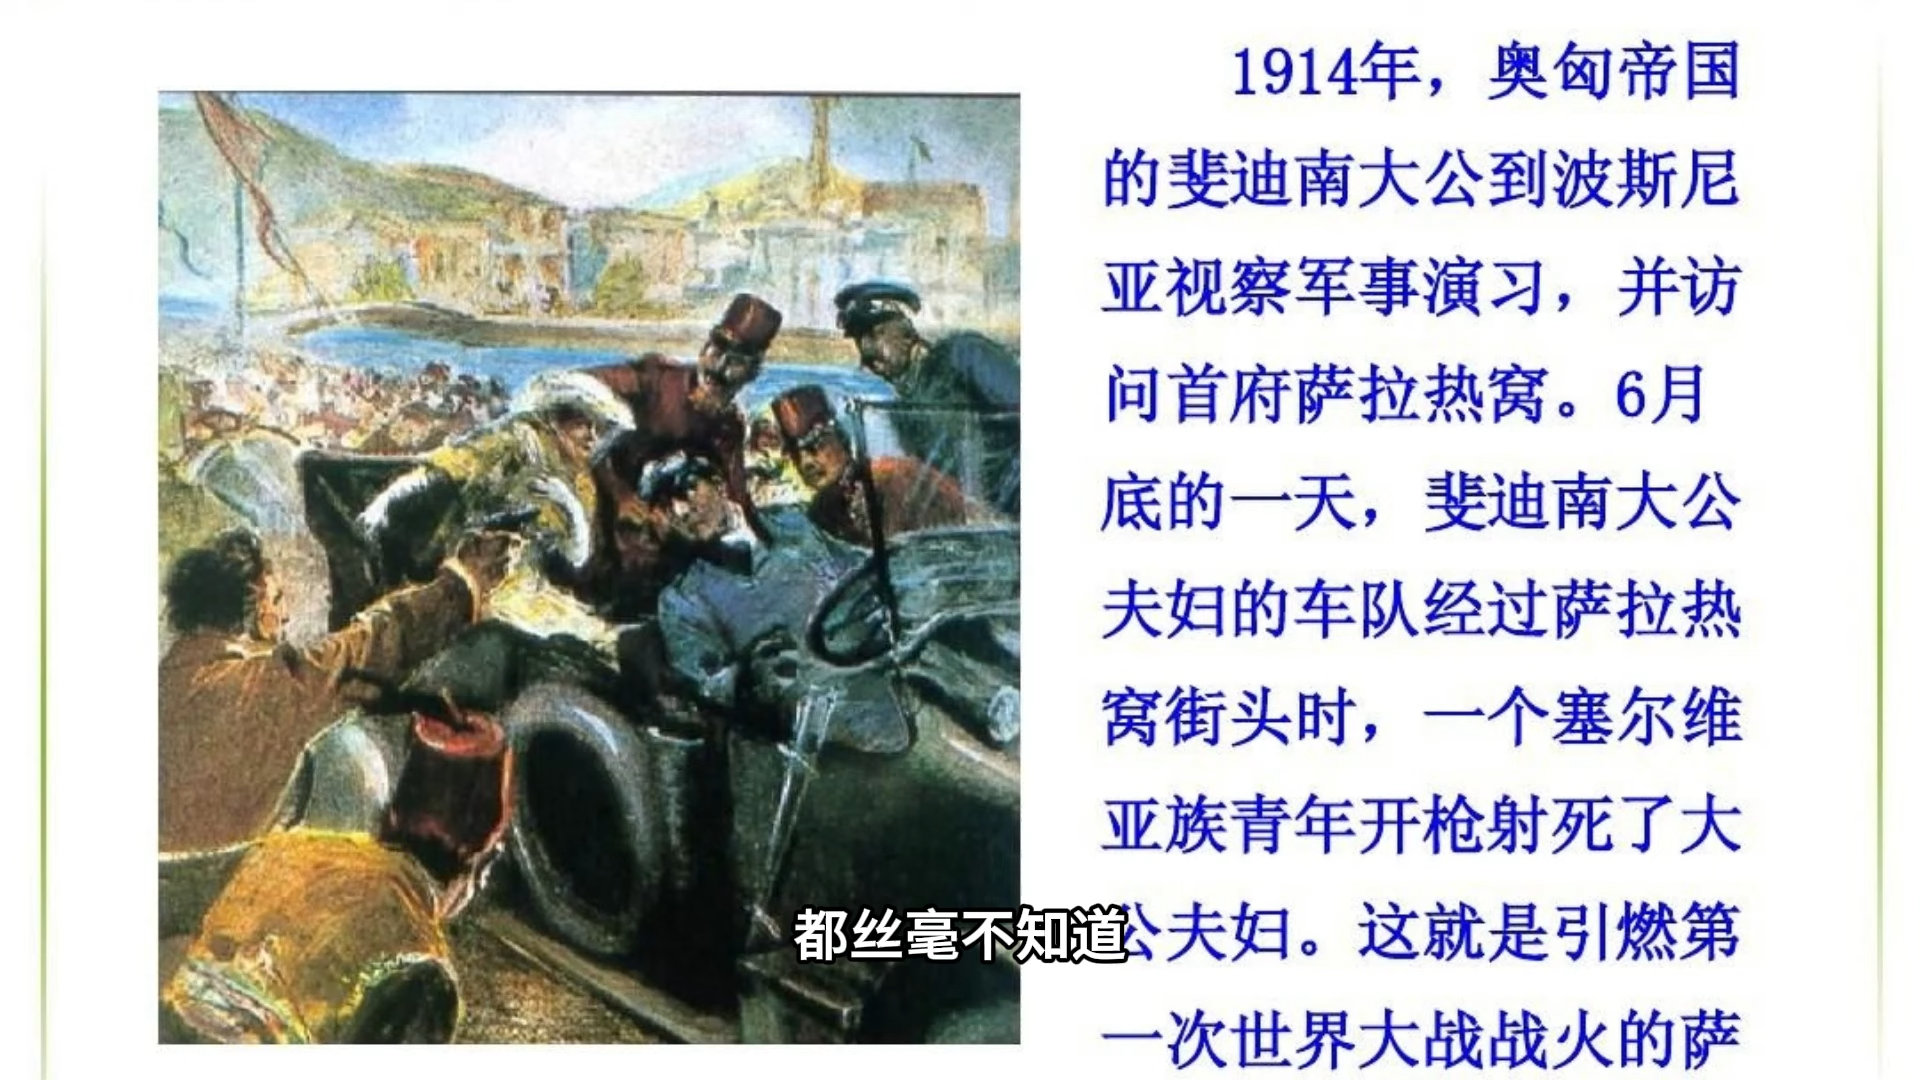 1914年，奥匈帝国
的斐迪南大公到波斯尼
亚视察军事演习，并访
问首府萨拉热窝。6月
底的一天，斐迪南大公
夫妇的车队经过萨拉热
窝街头时，一个塞尔维
亚族青年开枪射死了大
公夫妇。这就是引燃第
一次世界大战战火的萨
都丝毫不知道